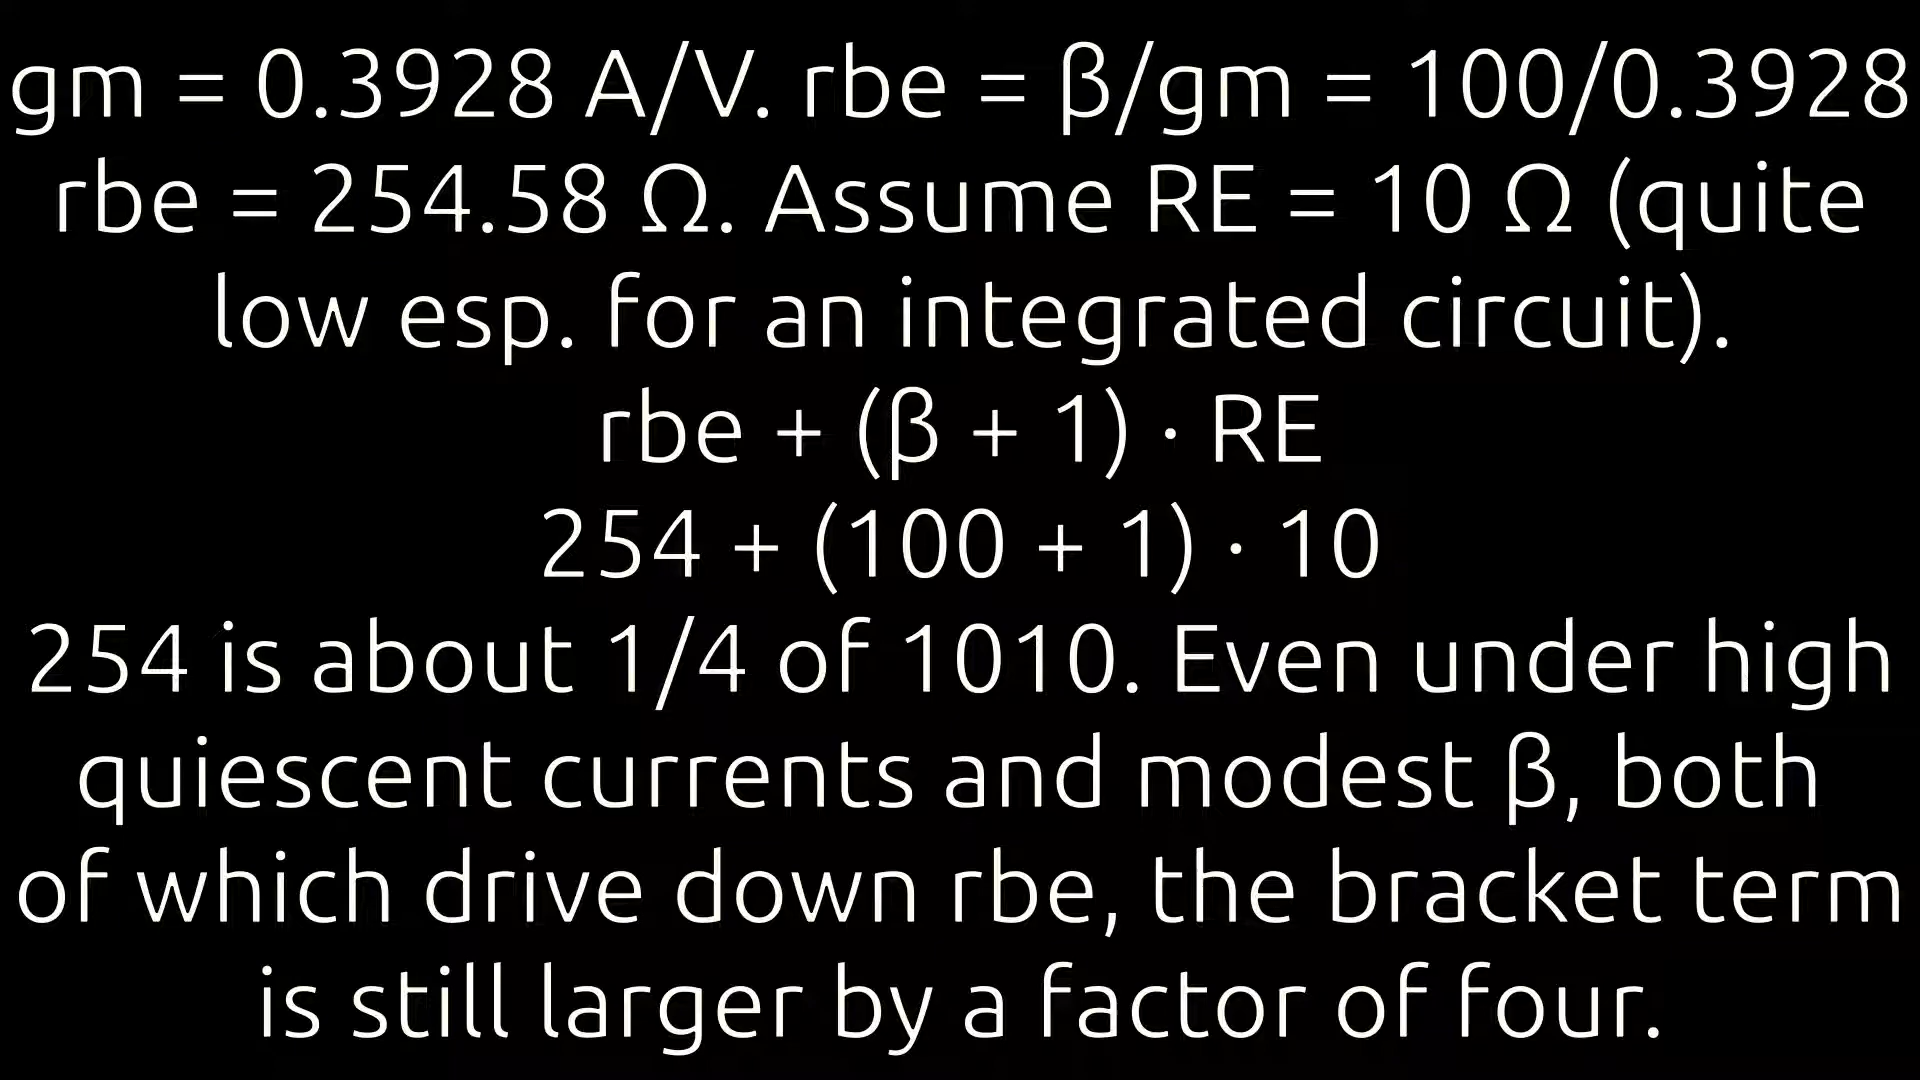 gm = 0.3928 A/V. rbe = β/gm = 100/0.3928
rbe = 254.58 Ω. Assume RE = 10 Ω (quite
low esp. for an integrated circuit).
rbe + (β + 1) · RE
254 + (100 + 1) · 10
254 is about 1/4 of 1010. Even under high
quiescent currents and modest β, both
of which drive down rbe, the bracket term
is still larger by a factor of four.